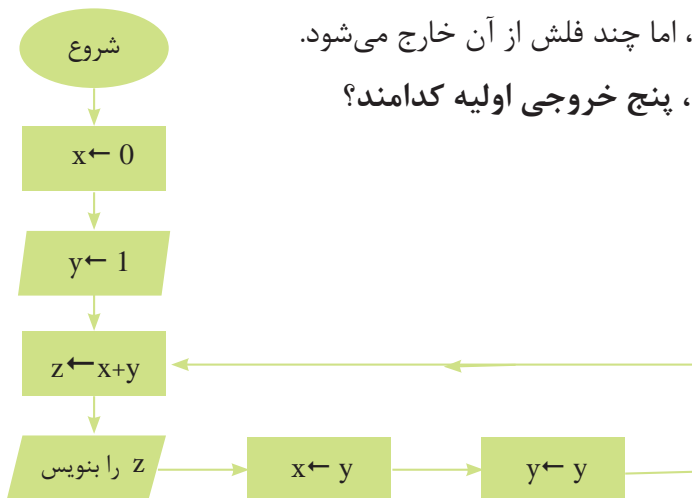 ، اما چند فلش از آن خارج می‌شود.
، پنج خروجی اولیه کدامند؟
شروع
x← 0
y← 1
z←x+y
z را بنویس
x← y
y← y